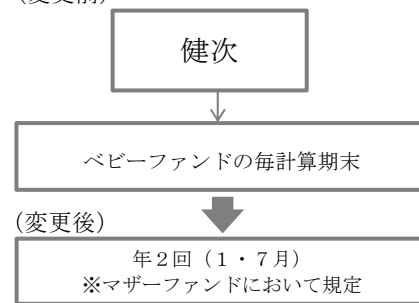 (変更前)
健次
ベビーファンドの毎計算期末
(変更後)
年２回（１・７月）
※マザーファンドにおいて規定